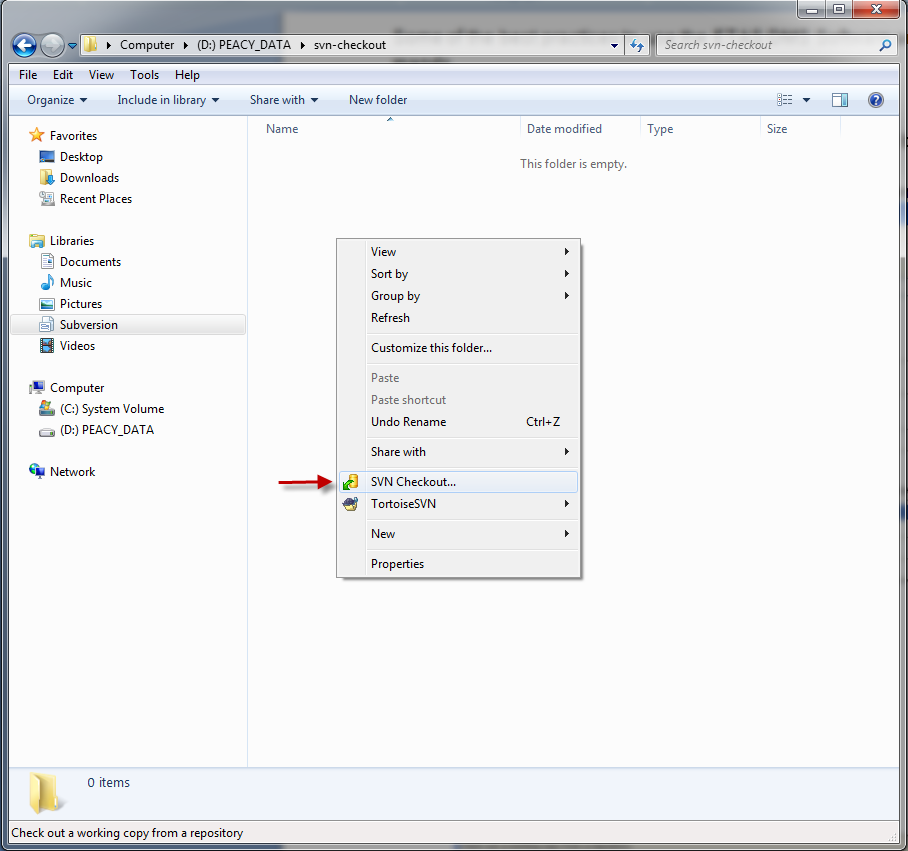 Computer (D:) PEACY_DATA svn-checkout
Search svn-checkout
File Edit View Tools Help
Organize Include in library Share with New folder
Name Date modified Type Size
This folder is empty.
Favorites
Desktop
Downloads
Recent Places
Libraries
Documents
Music
Pictures
Subversion
Videos
Computer
(C:) System Volume
(D:) PEACY_DATA
Network
View
Sort by
Group by
Refresh
Customize this folder...
Paste
Paste shortcut
Undo Rename Ctrl+Z
Share with
SVN Checkout...
TortoiseSVN
New
Properties
0 items
Check out a working copy from a repository